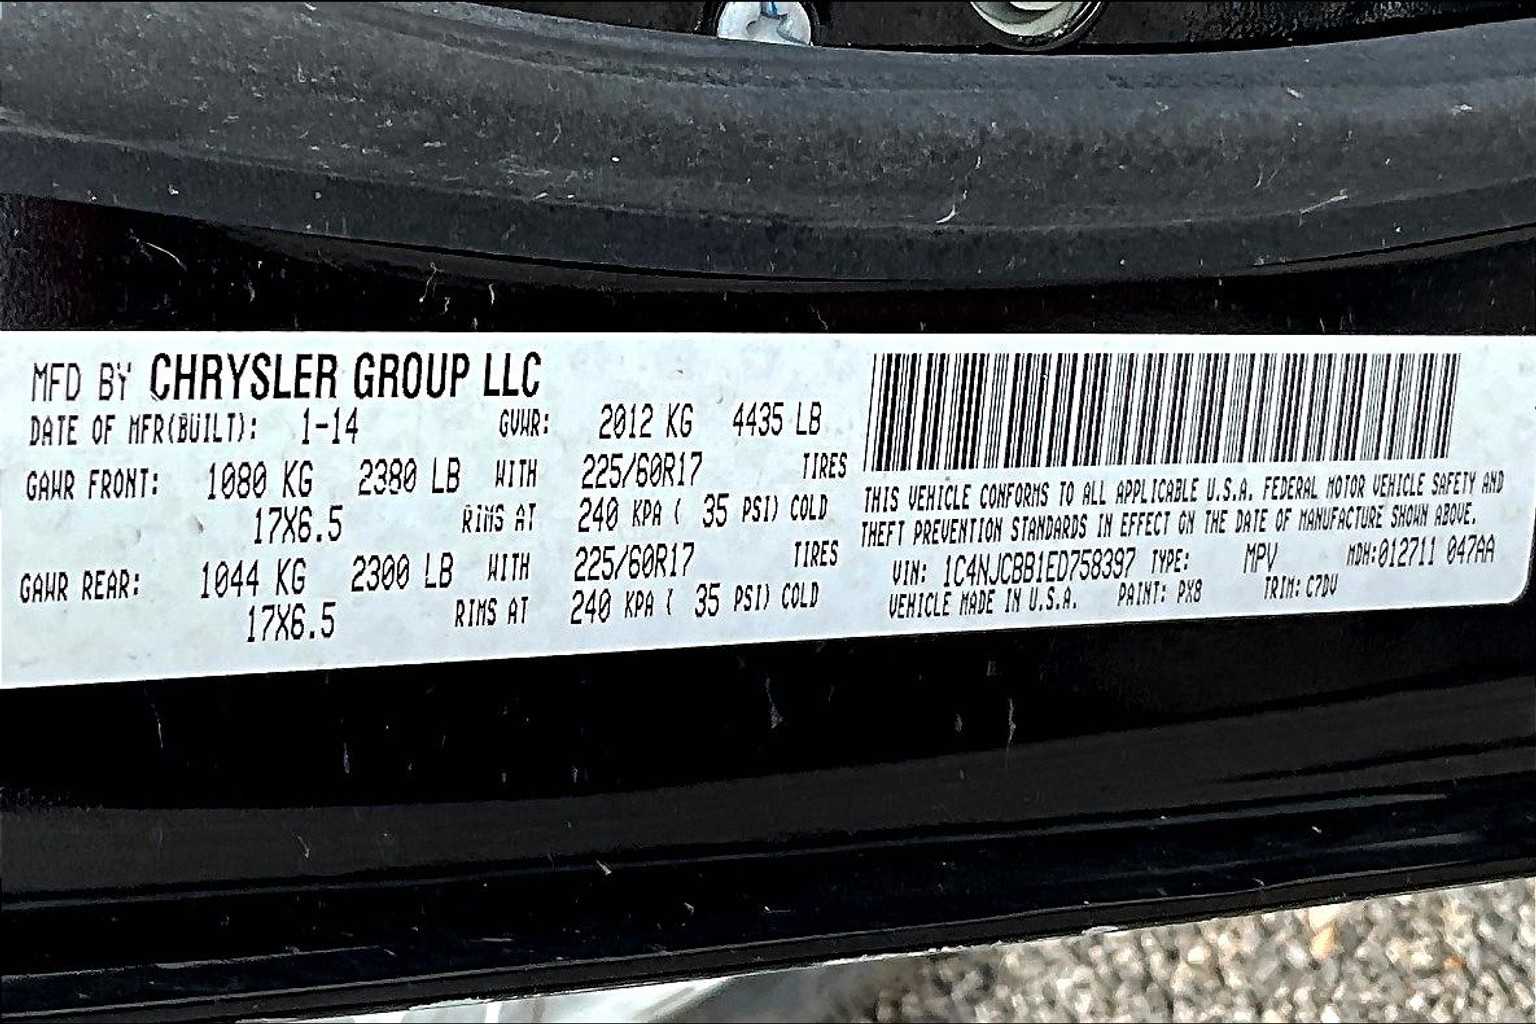 MFD BY CHRYSLER GROUP LLC
DATE OF MFR(BUILT): 1-14 GVWR: 2012 KG 4435 LB
GAWR FRONT: 1080 KG 2380 LB WITH 225/60R17 TIRES
17X6.5 RIMS AT 240 KPA ( 35 PSI) COLD
GAWR REAR: 1044 KG 2300 LB WITH 225/60R17 TIRES
17X6.5 RIMS AT 240 KPA ( 35 PSI) COLD
THIS VEHICLE CONFORMS TO ALL APPLICABLE U.S.A. FEDERAL MOTOR VEHICLE SAFETY AND
THEFT PREVENTION STANDARDS IN EFFECT ON THE DATE OF MANUFACTURE SHOWN ABOVE.
VIN: 1C4NJCBB1ED758397 TYPE: MPV MDH:012711 047AA
VEHICLE MADE IN U.S.A. PAINT: PX8 TRIM: C7DV